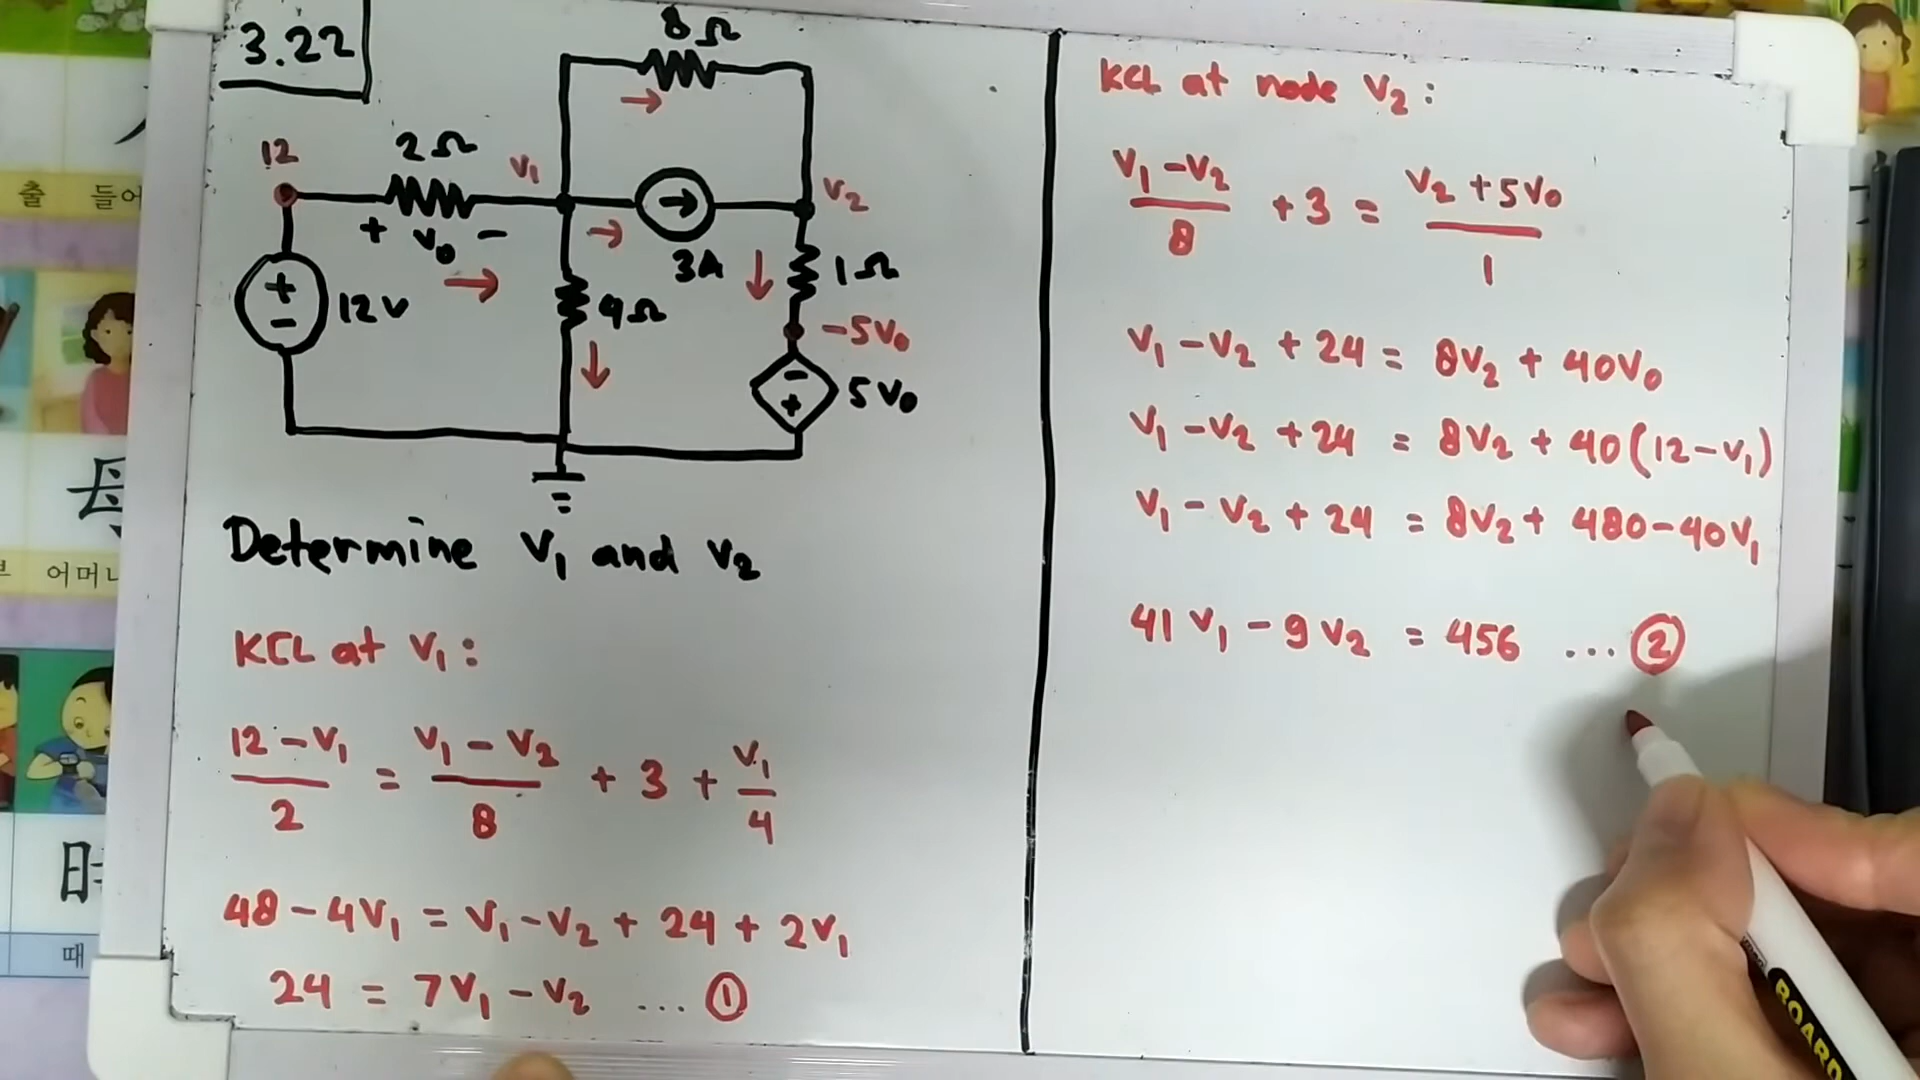 3.22
8Ω
12
2Ω
V₁
V₂
+ V₀ −
3A
1Ω
+
−
12V
4Ω
−5V₀
−
+
5V₀
Determine V₁ and V₂
KCL at V₁:
12 − V₁ / 2 = V₁ − V₂ / 8 + 3 + V₁ / 4
48 − 4V₁ = V₁ − V₂ + 24 + 2V₁
24 = 7V₁ − V₂ ... ①
KCL at node V₂:
V₁ − V₂ / 8 + 3 = V₂ + 5V₀ / 1
V₁ − V₂ + 24 = 8V₂ + 40V₀
V₁ − V₂ + 24 = 8V₂ + 40(12 − V₁)
V₁ − V₂ + 24 = 8V₂ + 480 − 40V₁
41V₁ − 9V₂ = 456 ... ②
출
들어
母
어머니
때
BOARD